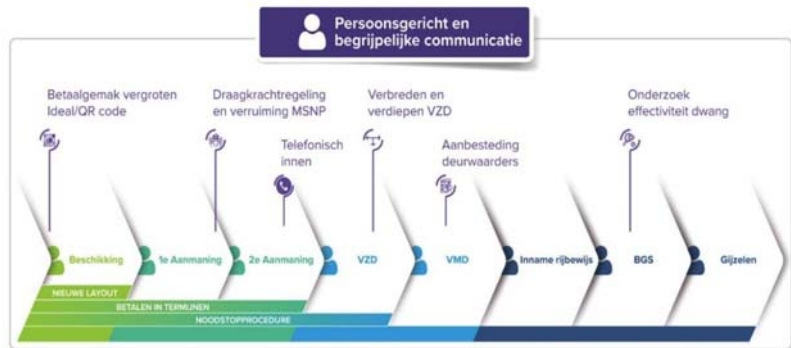 Persoonsgericht en
begrijpelijke communicatie
Betaalgemak vergroten
Ideal/QR code
Draagkrachtregeling
en verruiming MSNP
Telefonisch
innen
Verbreden en
verdiepen VZD
Aanbesteding
deurwaarders
Onderzoek
effectiviteit dwang
Beschikking
1e Aanmaning
2e Aanmaning
VZD
VMD
Inname rijbewijs
BGS
Gijzelen
NIEUWE LAYOUT
BETALEN IN TERMIJNEN
NOODSTOPPROCEDURE